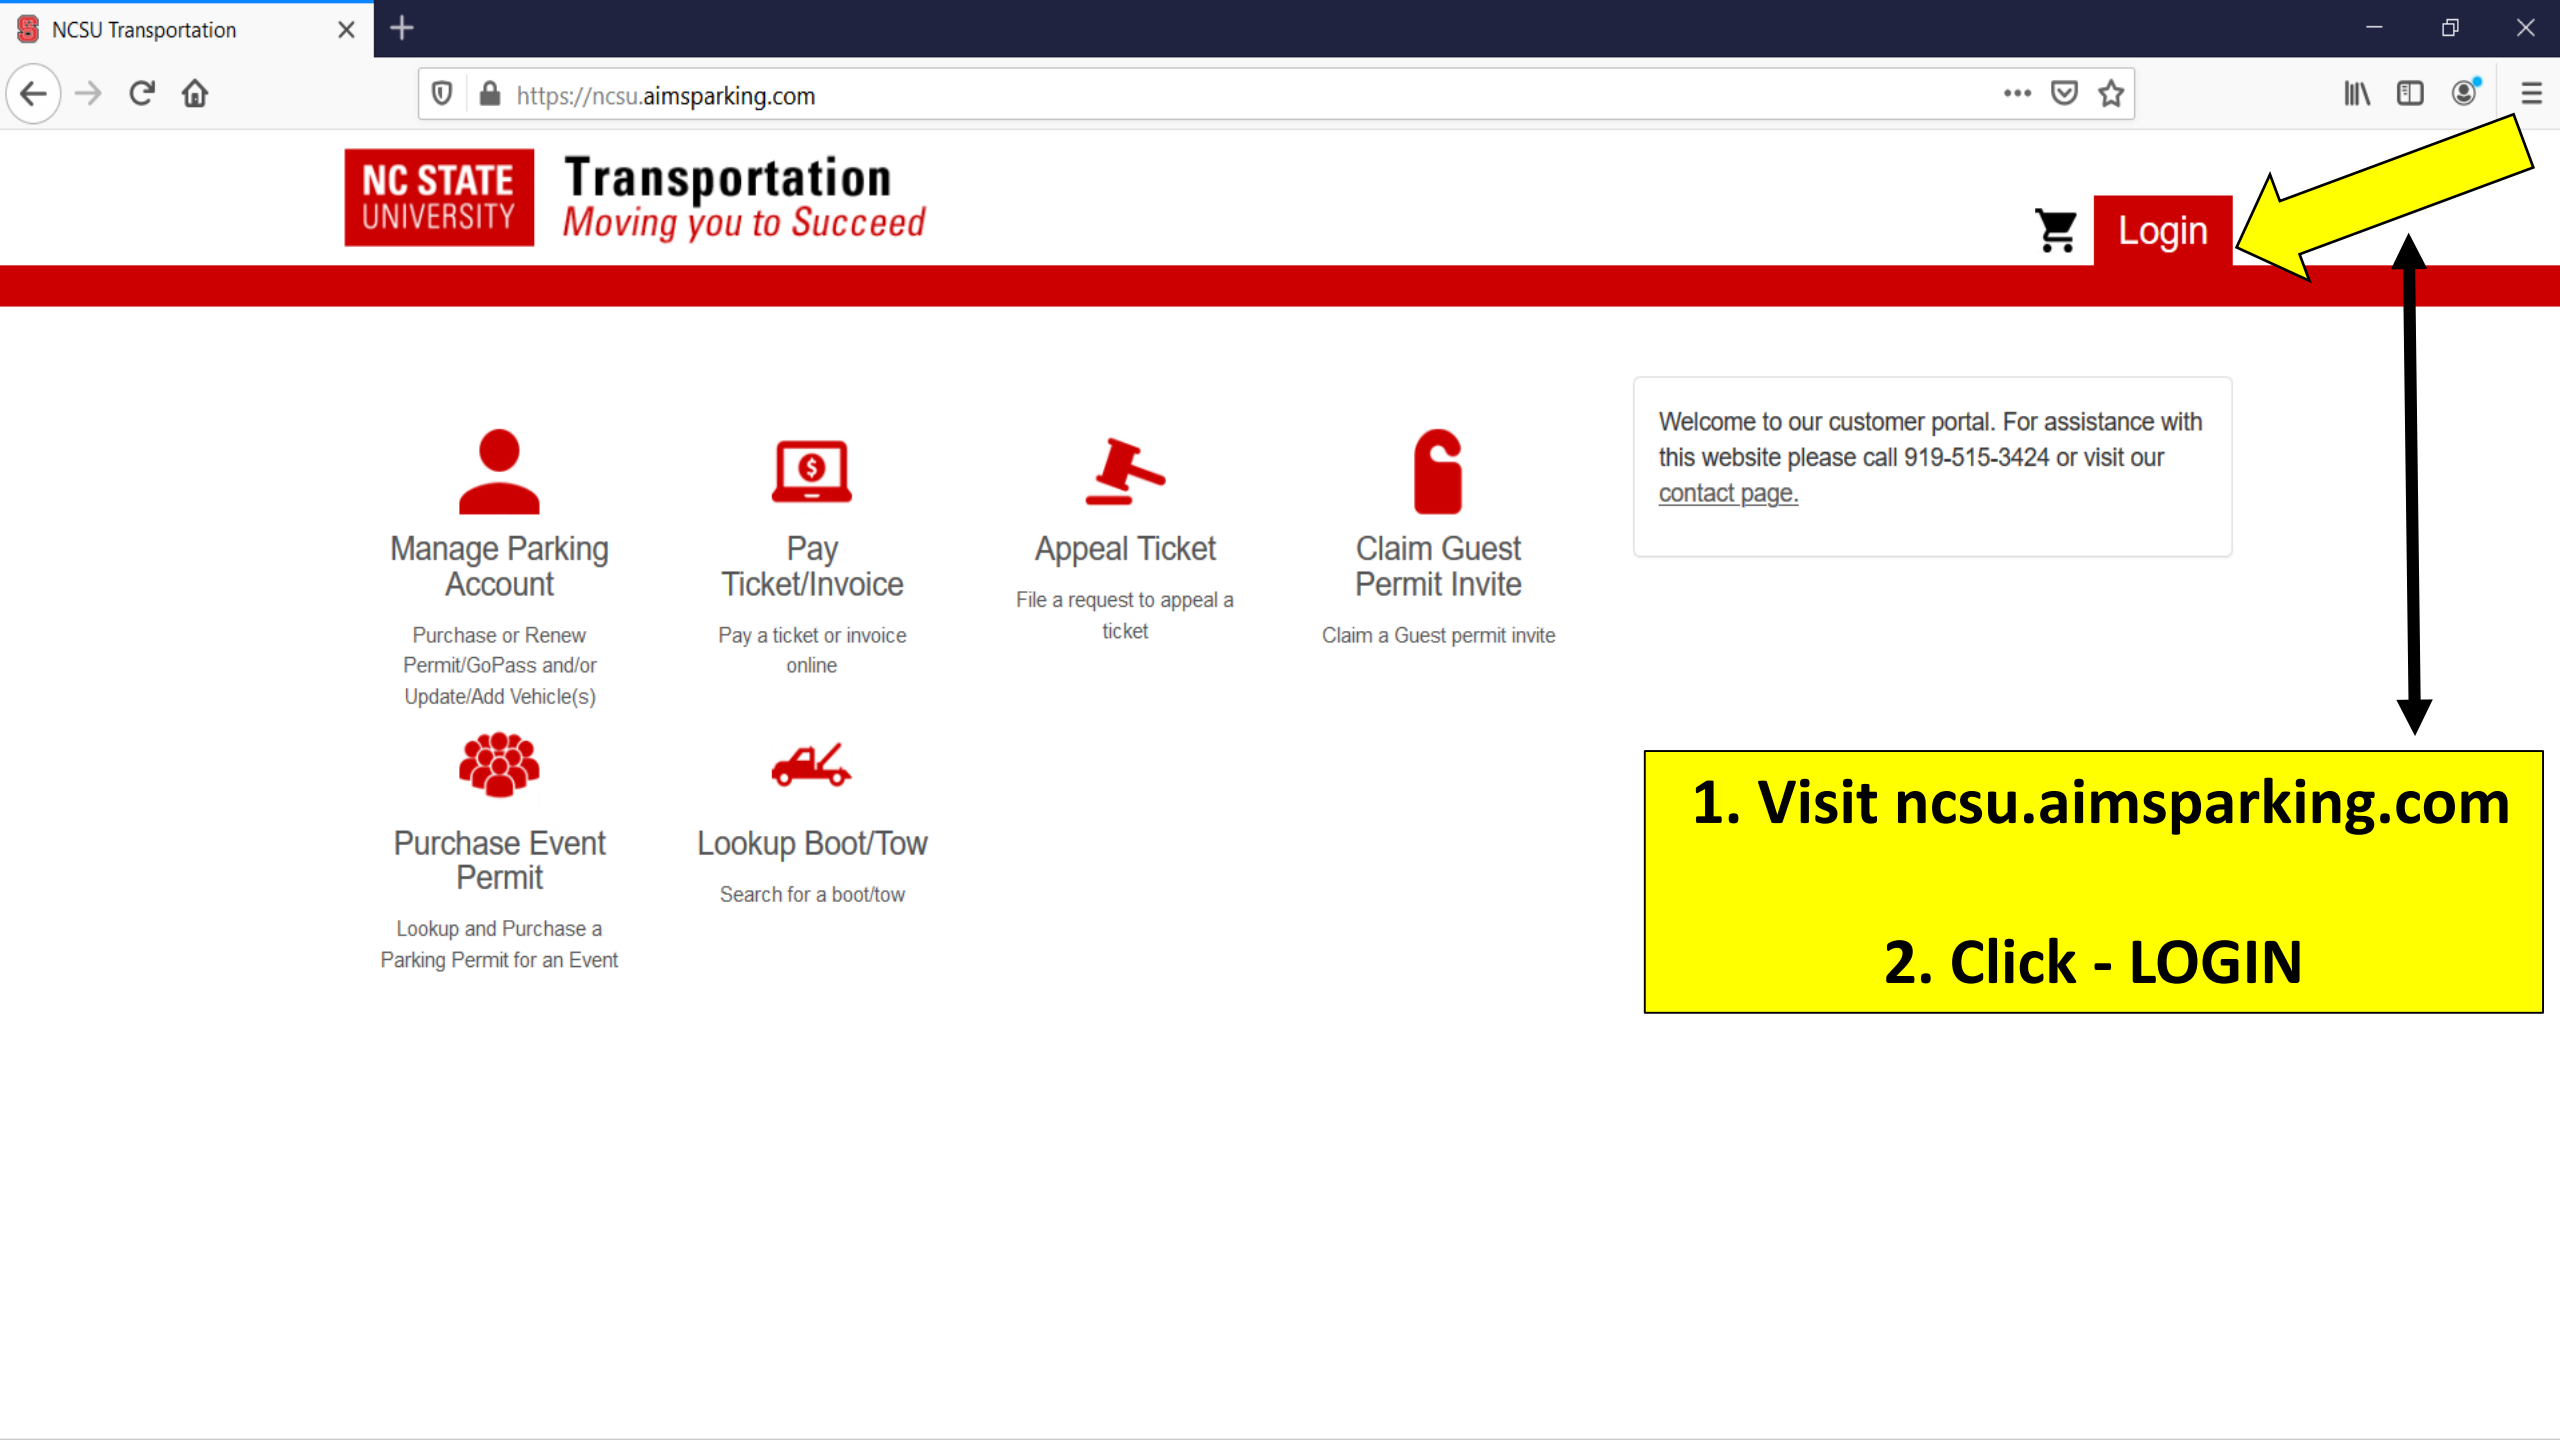 NCSU Transportation
https://ncsu.aimsparking.com
NC STATE
UNIVERSITY
Transportation
Moving you to Succeed
Login
Welcome to our customer portal. For assistance with
this website please call 919-515-3424 or visit our
contact page.
Manage Parking
Account
Purchase or Renew
Permit/GoPass and/or
Update/Add Vehicle(s)
Pay
Ticket/Invoice
Pay a ticket or invoice
online
Appeal Ticket
File a request to appeal a
ticket
Claim Guest
Permit Invite
Claim a Guest permit invite
Purchase Event
Permit
Lookup and Purchase a
Parking Permit for an Event
Lookup Boot/Tow
Search for a boot/tow
1. Visit ncsu.aimsparking.com
2. Click - LOGIN